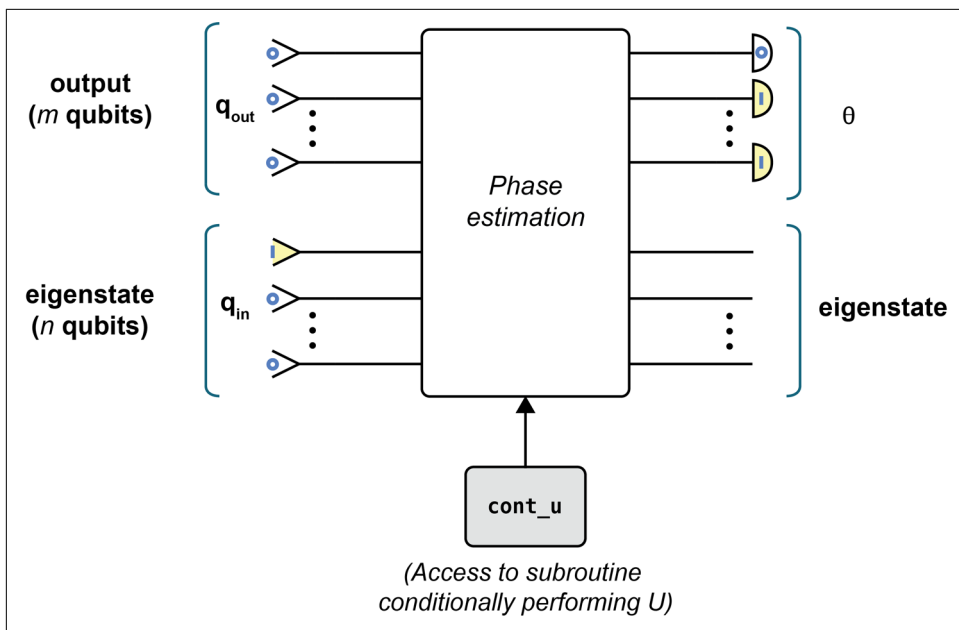 output
(m qubits)
q_out
θ
Phase
estimation
eigenstate
(n qubits)
q_in
eigenstate
cont_u
(Access to subroutine
conditionally performing U)